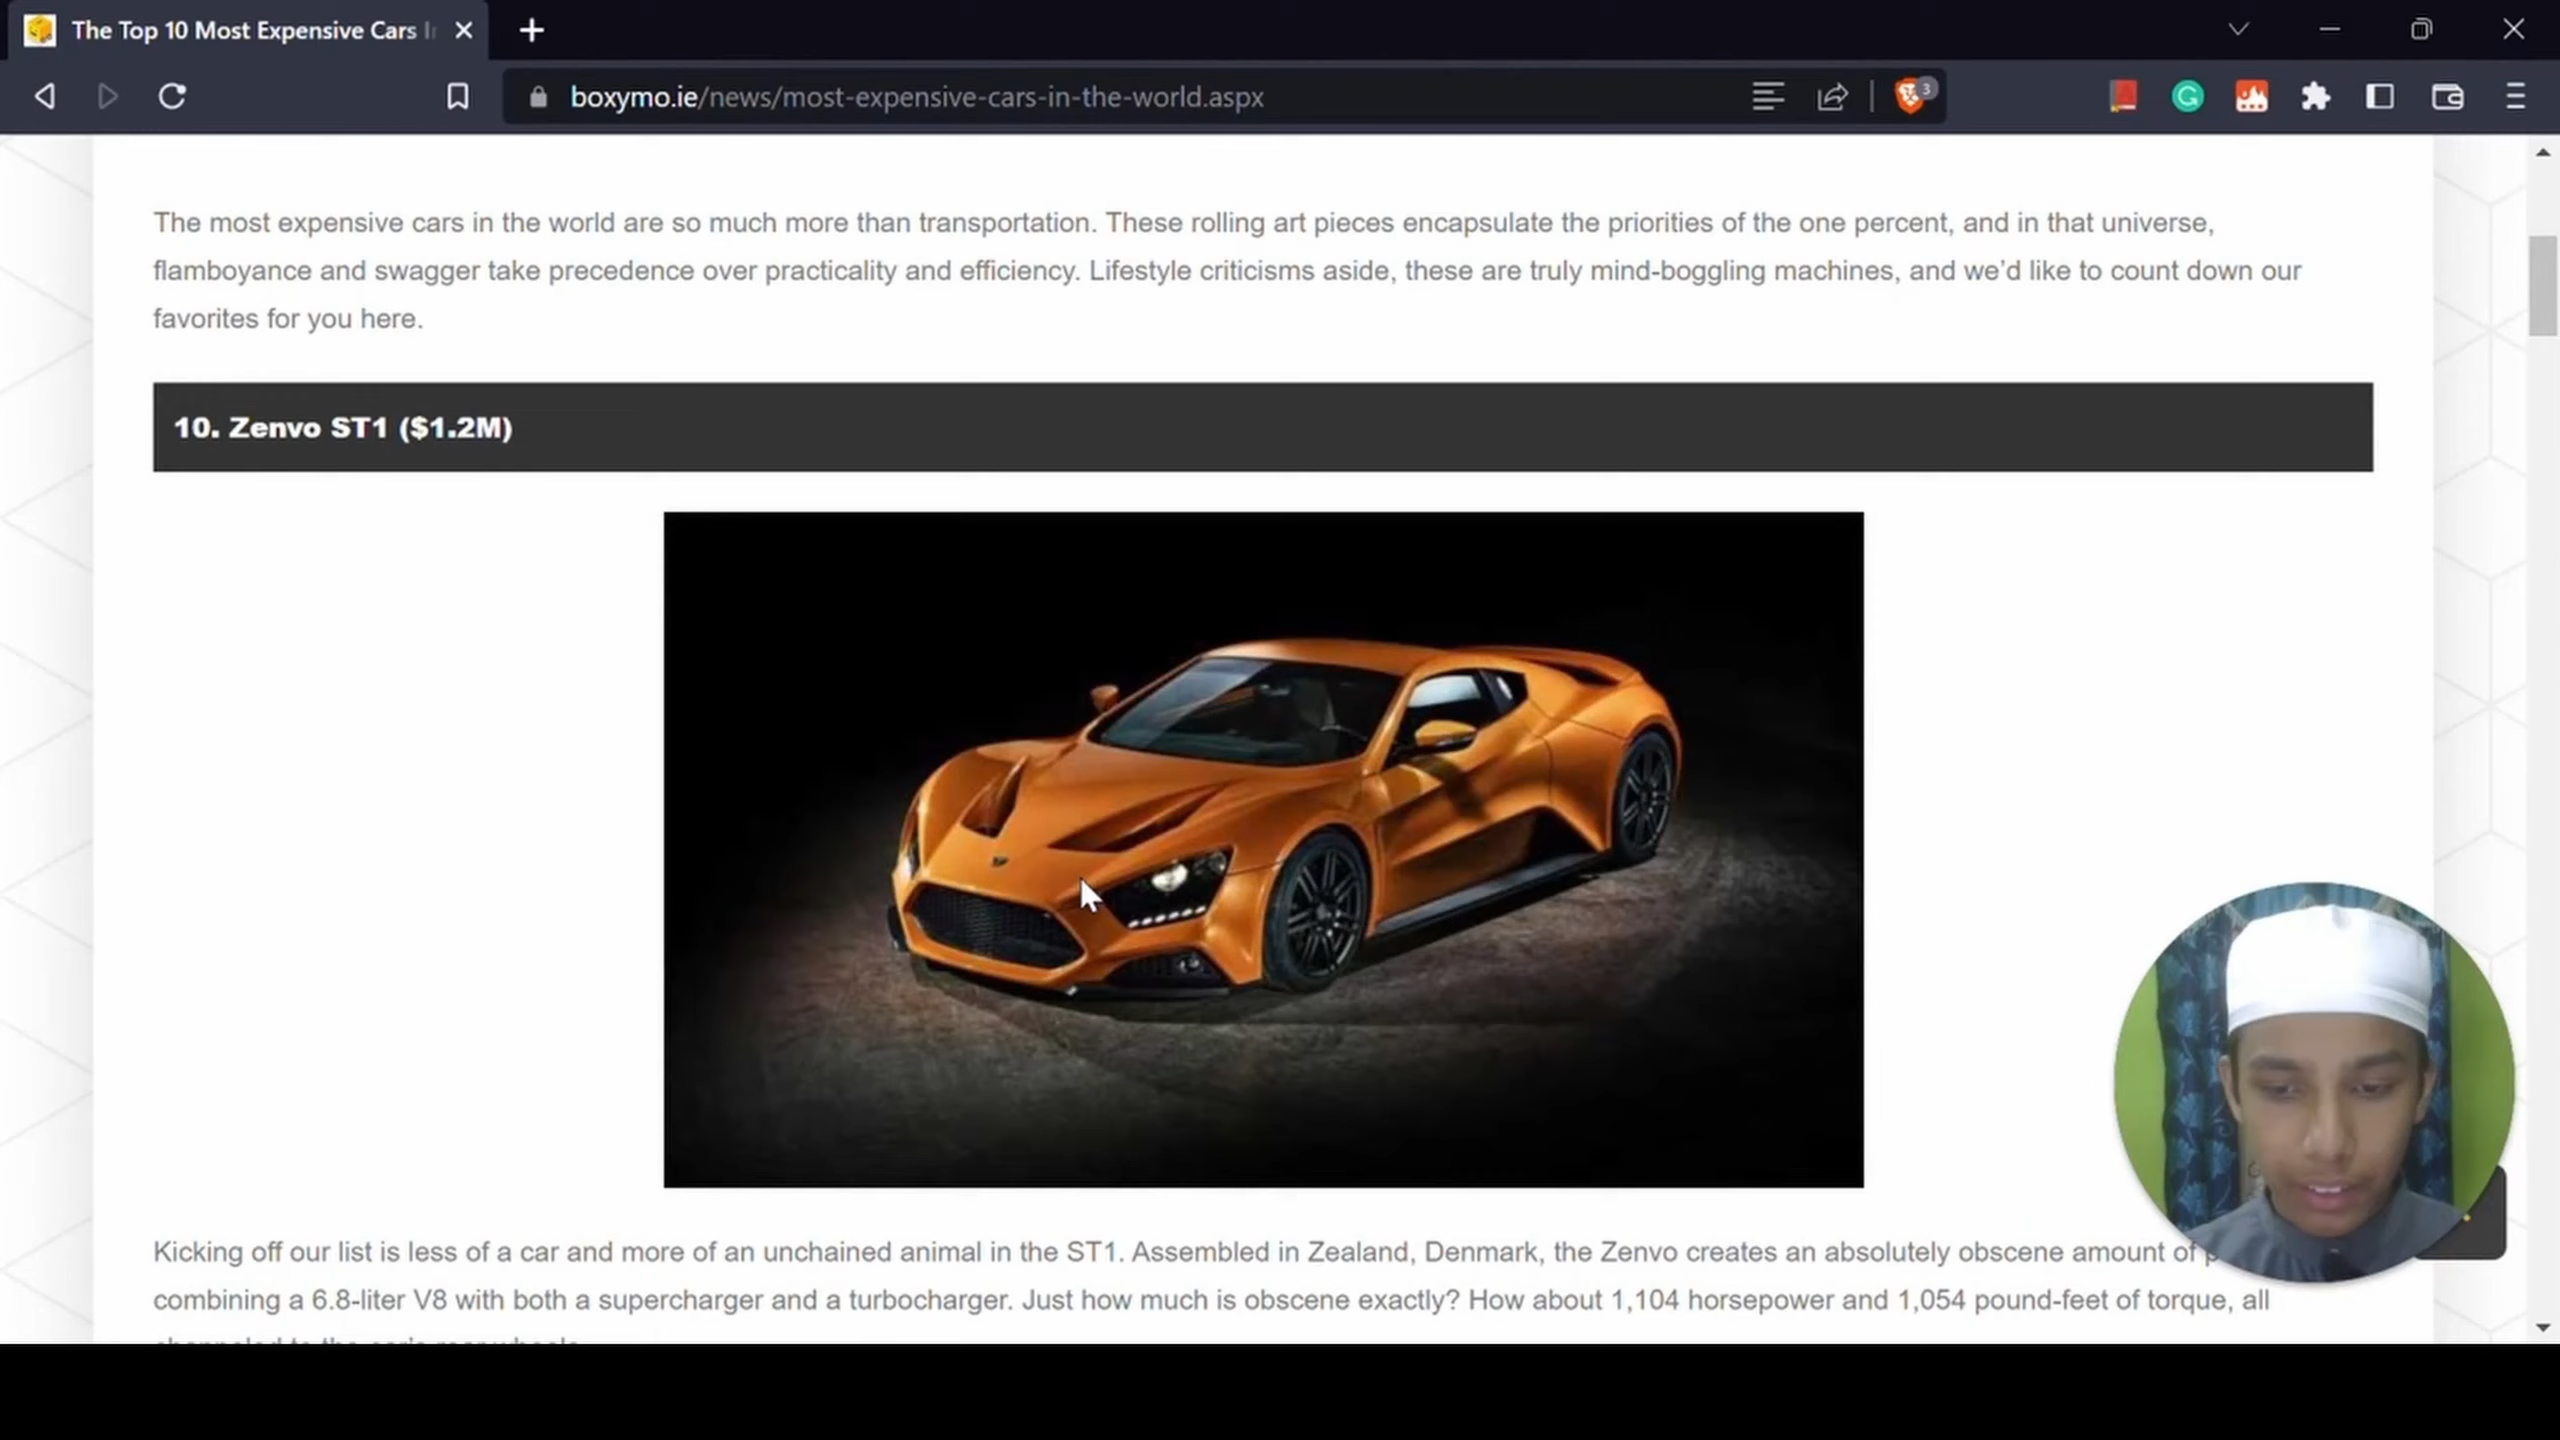 The Top 10 Most Expensive Cars
boxymo.ie/news/most-expensive-cars-in-the-world.aspx
3
The most expensive cars in the world are so much more than transportation. These rolling art pieces encapsulate the priorities of the one percent, and in that universe,
flamboyance and swagger take precedence over practicality and efficiency. Lifestyle criticisms aside, these are truly mind-boggling machines, and we'd like to count down our
favorites for you here.
10. Zenvo ST1 ($1.2M)
Kicking off our list is less of a car and more of an unchained animal in the ST1. Assembled in Zealand, Denmark, the Zenvo creates an absolutely obscene amount of
combining a 6.8-liter V8 with both a supercharger and a turbocharger. Just how much is obscene exactly? How about 1,104 horsepower and 1,054 pound-feet of torque, all